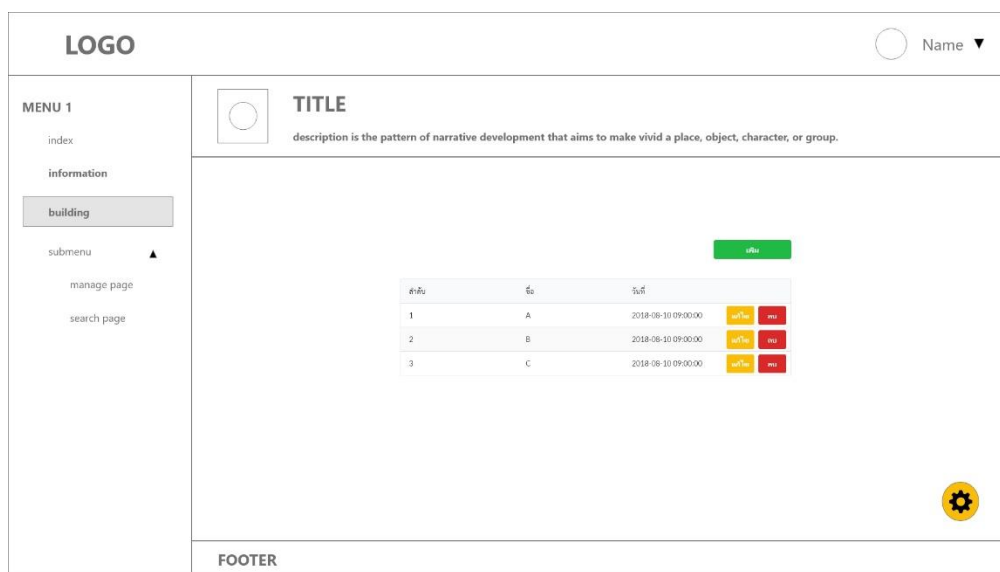 LOGO
Name
MENU 1
index
information
building
submenu
manage page
search page
TITLE
description is the pattern of narrative development that aims to make vivid a place, object, character, or group.
เพิ่ม
ลำดับ ชื่อ วันที่
1 A 2018-08-10 09:00:00 แก้ไข ลบ
2 B 2018-08-10 09:00:00 แก้ไข ลบ
3 C 2018-08-10 09:00:00 แก้ไข ลบ
FOOTER